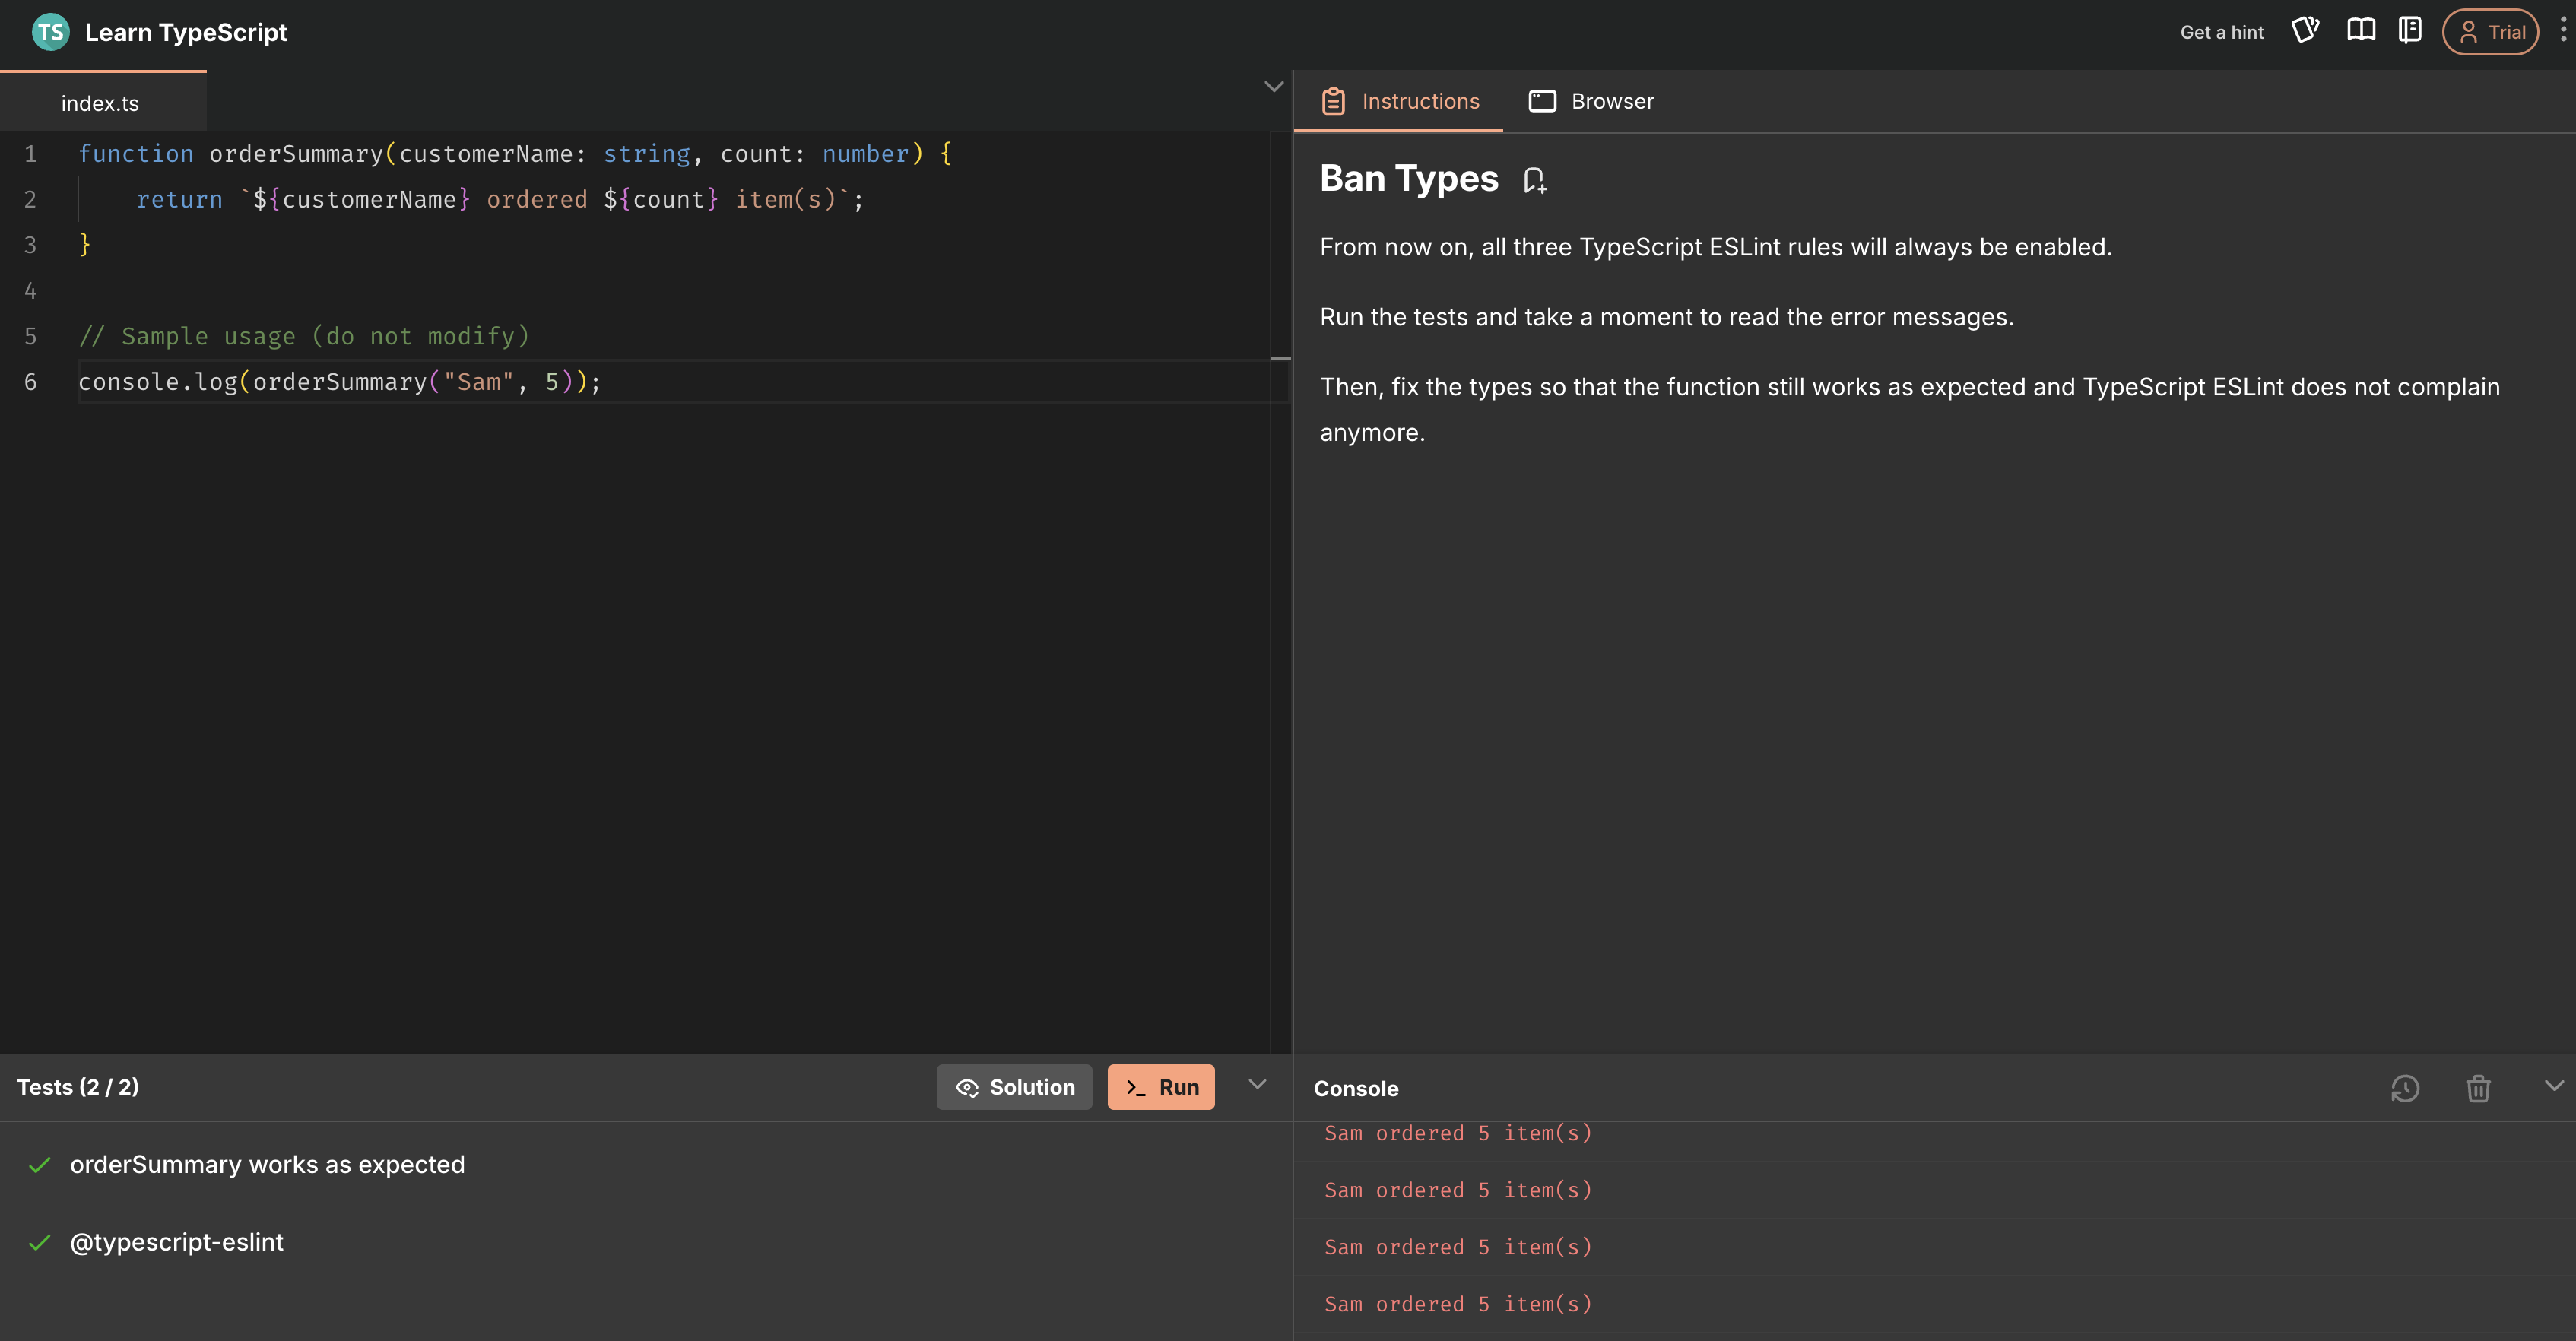 TS Learn TypeScript
Get a hint
Trial
index.ts
1 function orderSummary(customerName: string, count: number) {
2 return `${customerName} ordered ${count} item(s)`;
3 }
4
5 // Sample usage (do not modify)
6 console.log(orderSummary("Sam", 5));
Instructions
Browser
Ban Types
From now on, all three TypeScript ESLint rules will always be enabled.
Run the tests and take a moment to read the error messages.
Then, fix the types so that the function still works as expected and TypeScript ESLint does not complain
anymore.
Tests (2 / 2)
Solution
Run
orderSummary works as expected
@typescript-eslint
Console
Sam ordered 5 item(s)
Sam ordered 5 item(s)
Sam ordered 5 item(s)
Sam ordered 5 item(s)